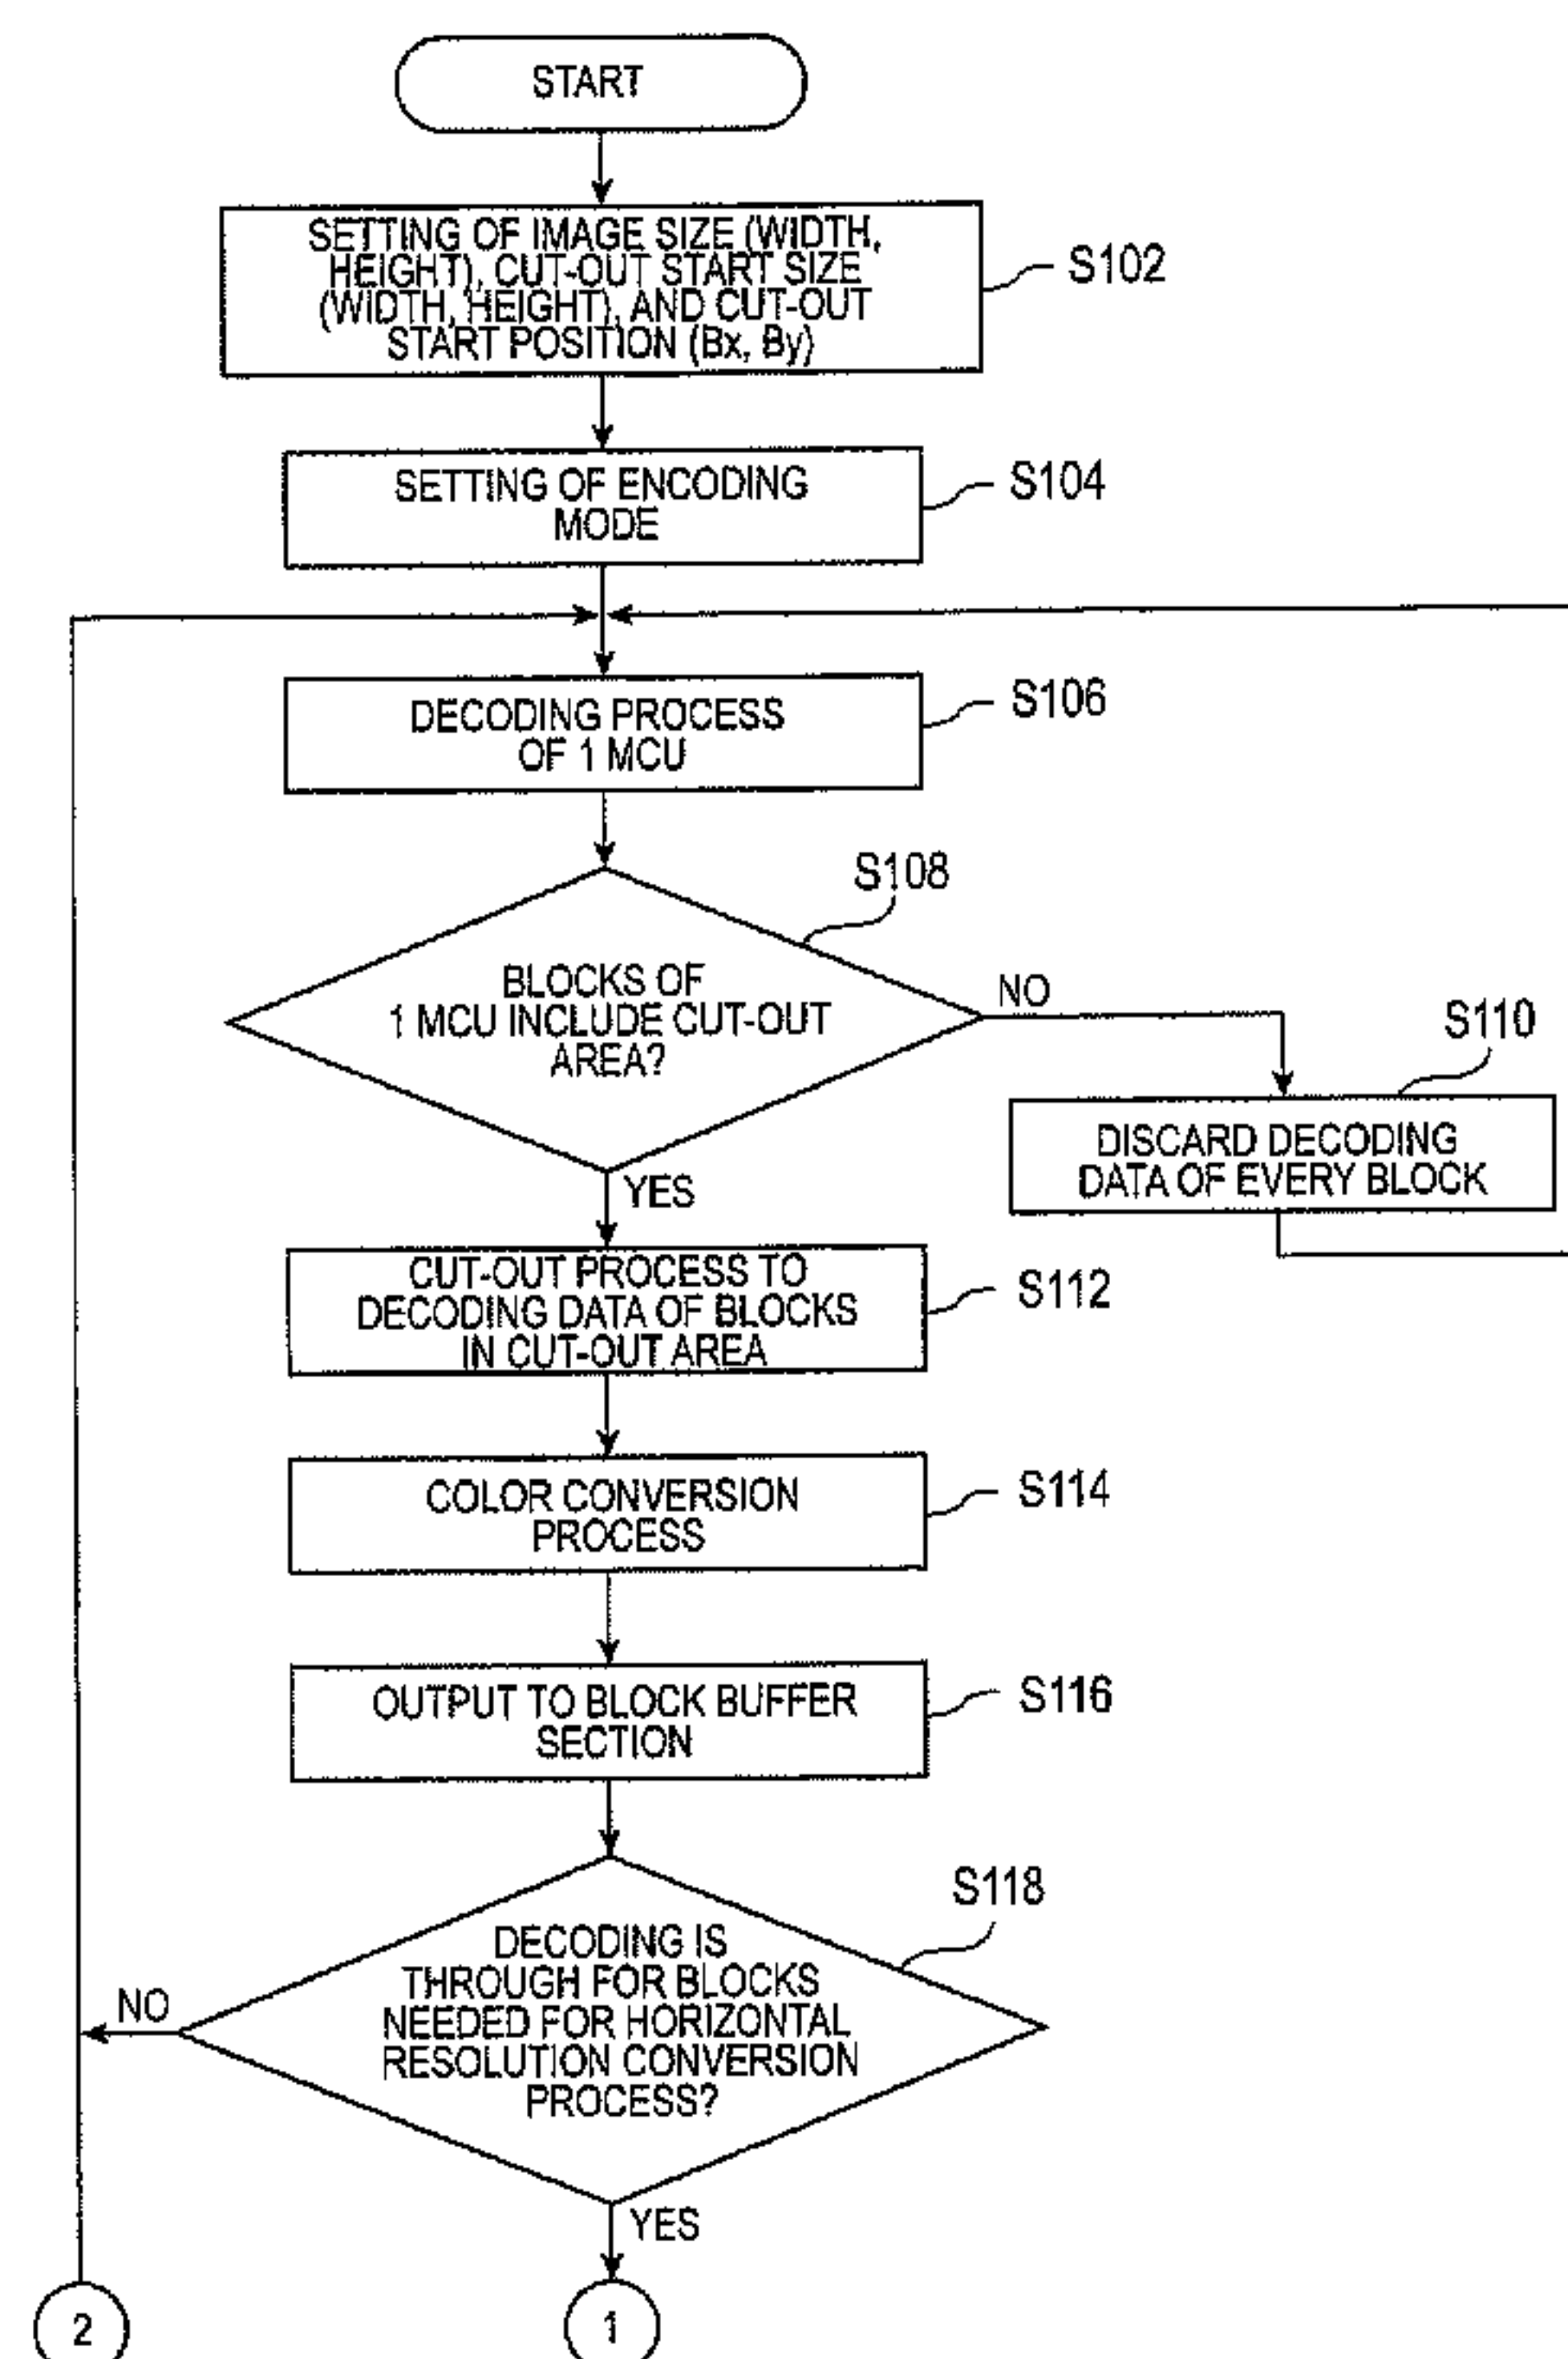 START
SETTING OF IMAGE SIZE (WIDTH,
HEIGHT), CUT-OUT START SIZE
(WIDTH, HEIGHT), AND CUT-OUT
START POSITION (Bx, By)
S102
SETTING OF ENCODING
MODE
S104
DECODING PROCESS
OF 1 MCU
S106
S108
BLOCKS OF
1 MCU INCLUDE CUT-OUT
AREA?
NO
S110
DISCARD DECODING
DATA OF EVERY BLOCK
YES
CUT-OUT PROCESS TO
DECODING DATA OF BLOCKS
IN CUT-OUT AREA
S112
COLOR CONVERSION
PROCESS
S114
OUTPUT TO BLOCK BUFFER
SECTION
S116
S118
DECODING IS
THROUGH FOR BLOCKS
NEEDED FOR HORIZONTAL
RESOLUTION CONVERSION
PROCESS?
NO
YES
2
1